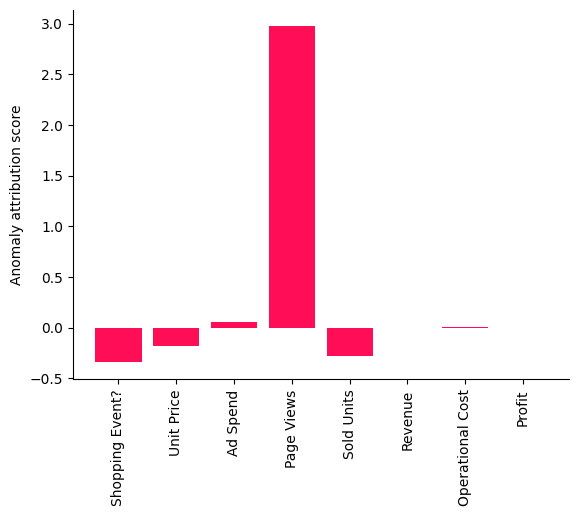 Anomaly attribution score
3.0
2.5
2.0
1.5
1.0
0.5
0.0
−0.5
Shopping Event?
Unit Price
Ad Spend
Page Views
Sold Units
Revenue
Operational Cost
Profit